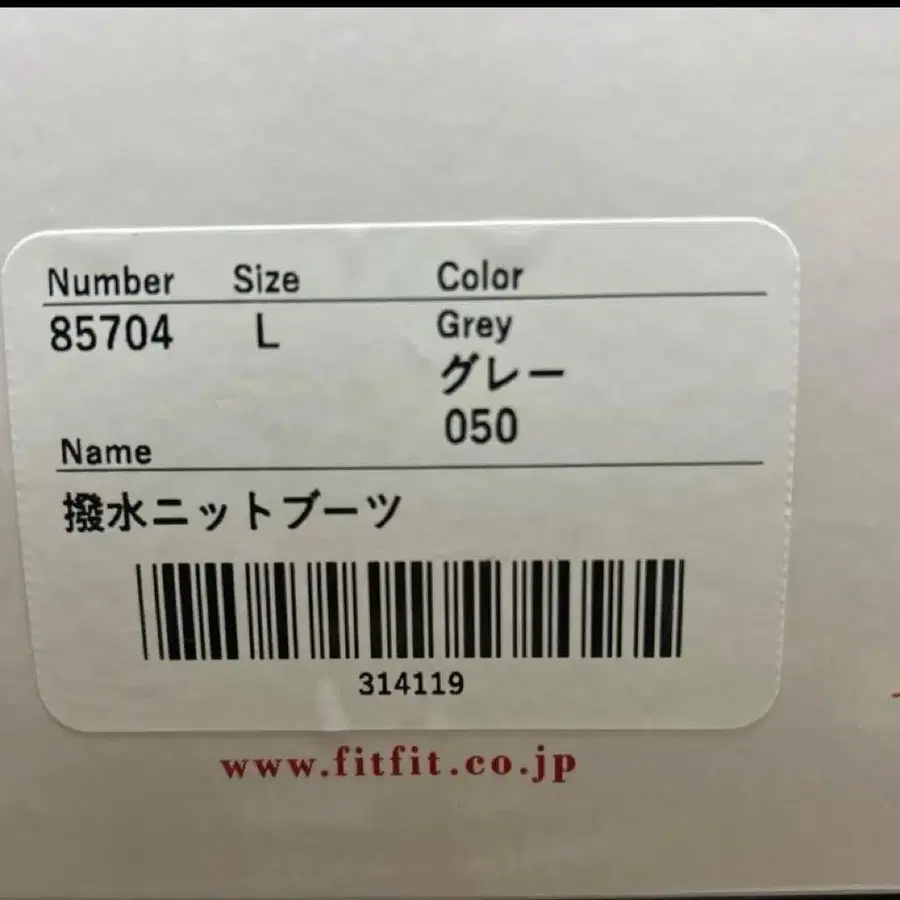 Number Size Color
85704 L Grey
グレー
050
Name
撥水ニットブーツ
314119
www.fitfit.co.jp